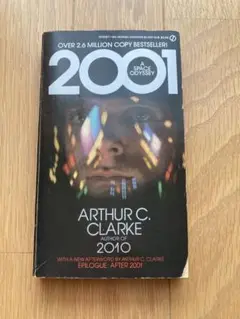 OVER 2.6 MILLION COPY BESTSELLER!
2001
A
SPACE
ODYSSEY
ARTHUR C.
CLARKE
AUTHOR OF
2010
WITH A NEW AFTERWORD BY ARTHUR C. CLARKE
EPILOGUE: AFTER 2001